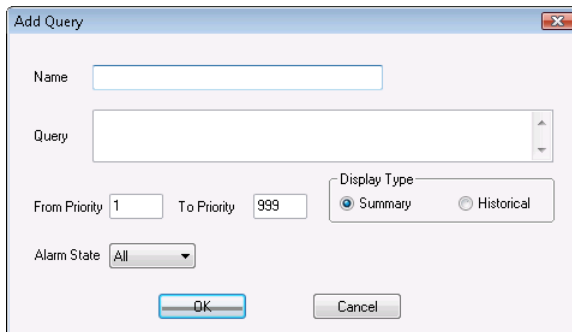 Add Query
Name
Query
Display Type
From Priority 1 To Priority 999 Summary Historical
Alarm State All
OK Cancel